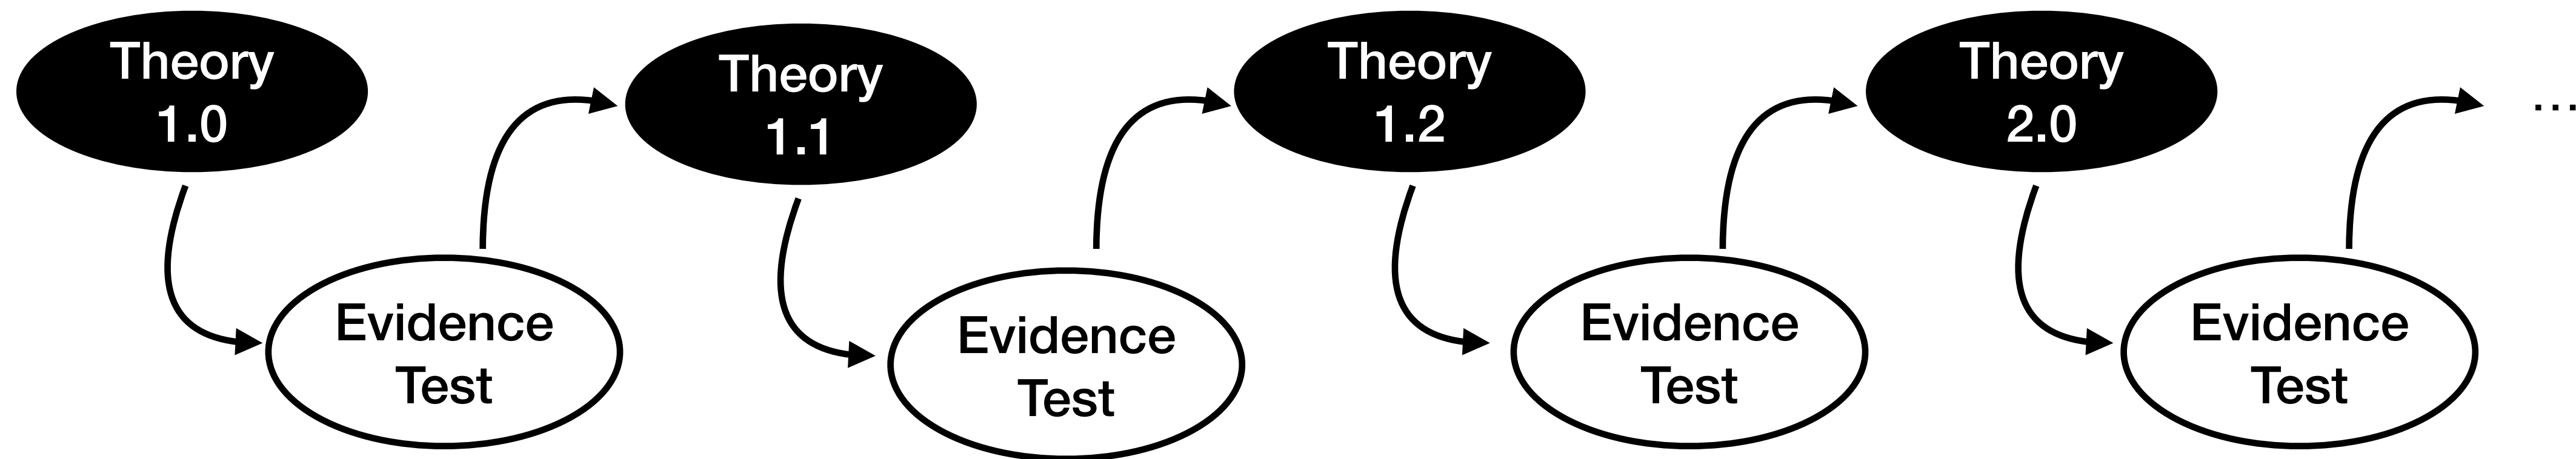 Theory
1.0
Evidence
Test
Theory
1.1
Evidence
Test
Theory
1.2
Evidence
Test
Theory
2.0
Evidence
Test
...